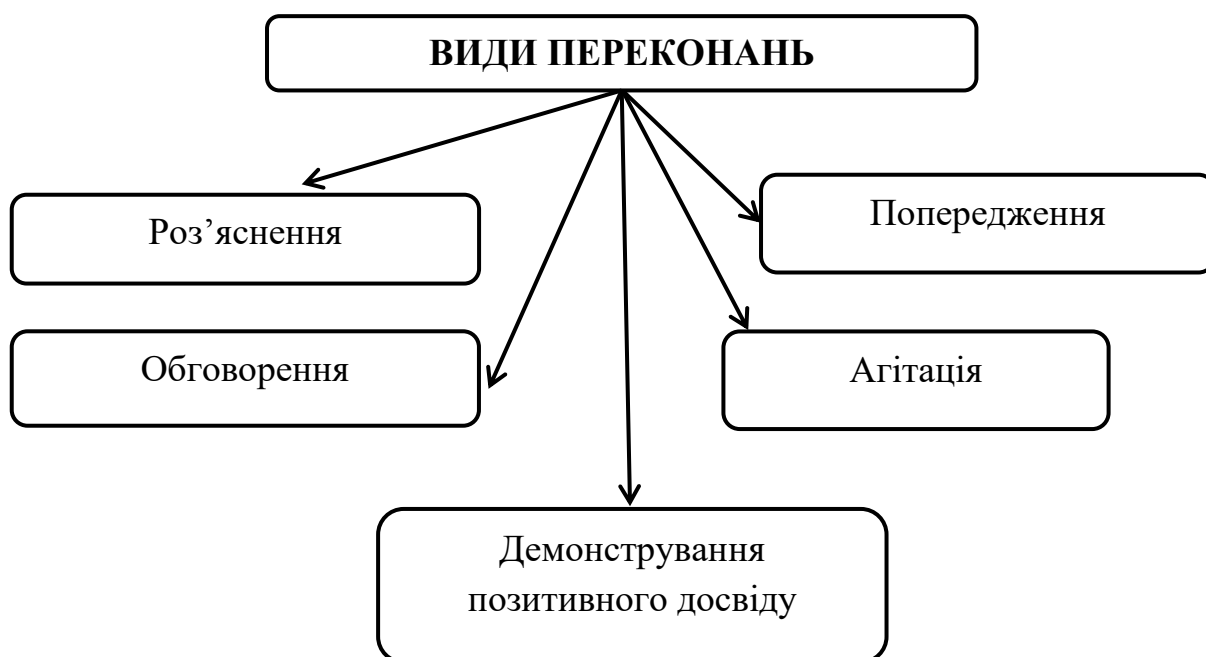 ВИДИ ПЕРЕКОНАНЬ
Роз’яснення
Попередження
Обговорення
Агітація
Демонстрування
позитивного досвіду